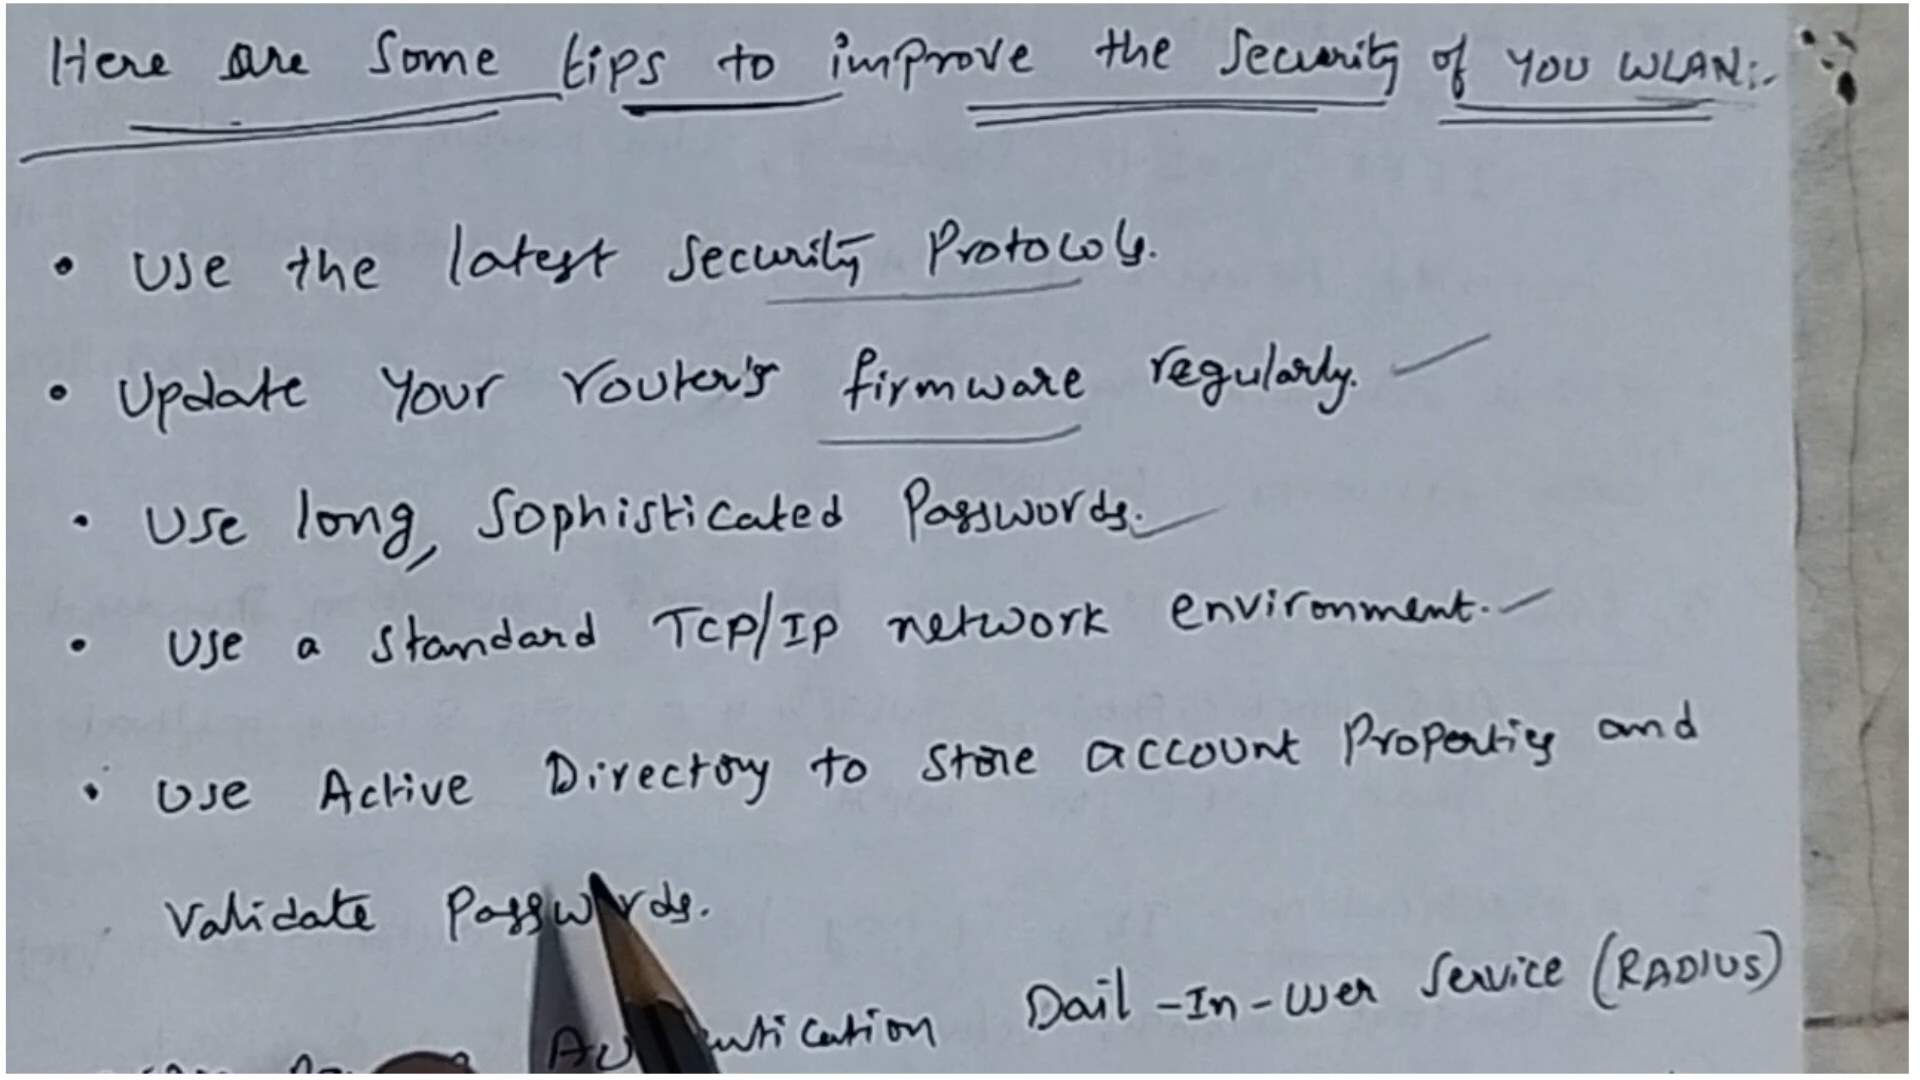 Here are Some tips to improve the Security of YOU WLAN:-
• Use the latest Security Protocols.
• Update Your router's firmware regularly.
• Use long, Sophisticated Passwords.
• Use a standard TCP/IP network environment.
• Use Active Directory to store account Properties and
Validate Passwords.
Dail-In-User Service (RADIUS)